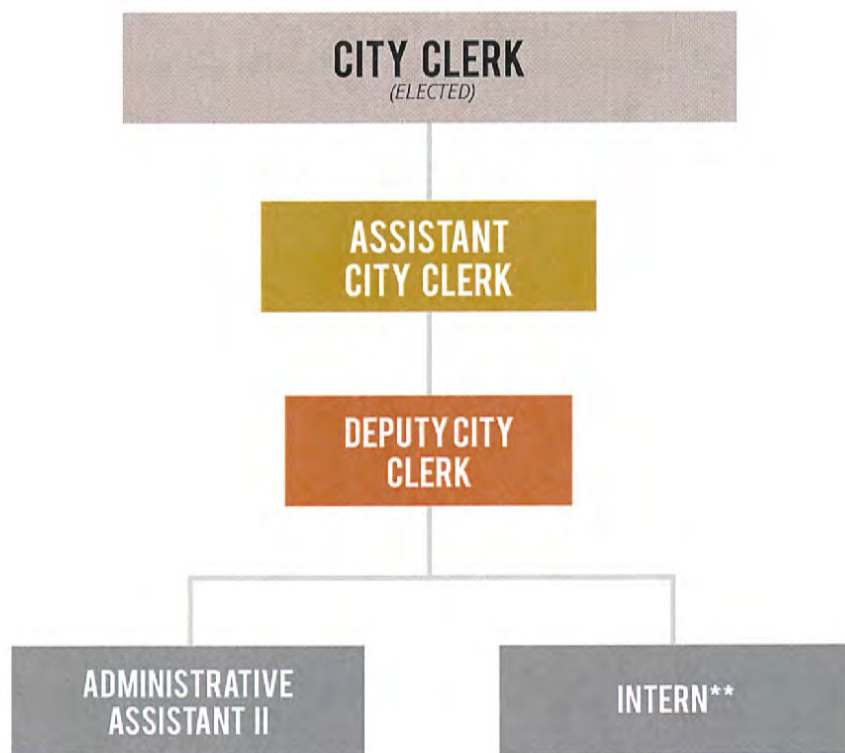 CITY CLERK
(ELECTED)
ASSISTANT
CITY CLERK
DEPUTY CITY
CLERK
ADMINISTRATIVE
ASSISTANT II
INTERN**